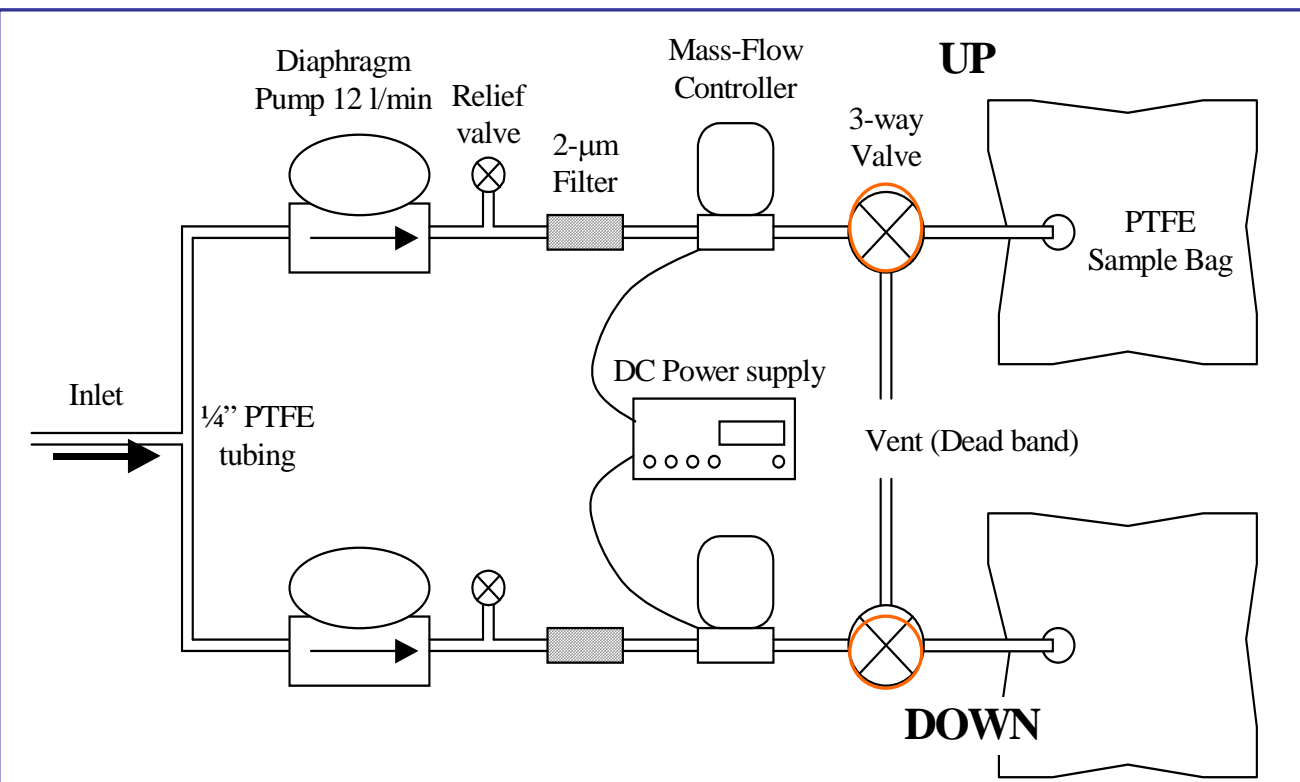 Diaphragm
Pump 12 l/min
Relief
valve
2-μm
Filter
Mass-Flow
Controller
3-way
Valve
UP
PTFE
Sample Bag
Inlet
¼” PTFE
tubing
DC Power supply
Vent (Dead band)
DOWN